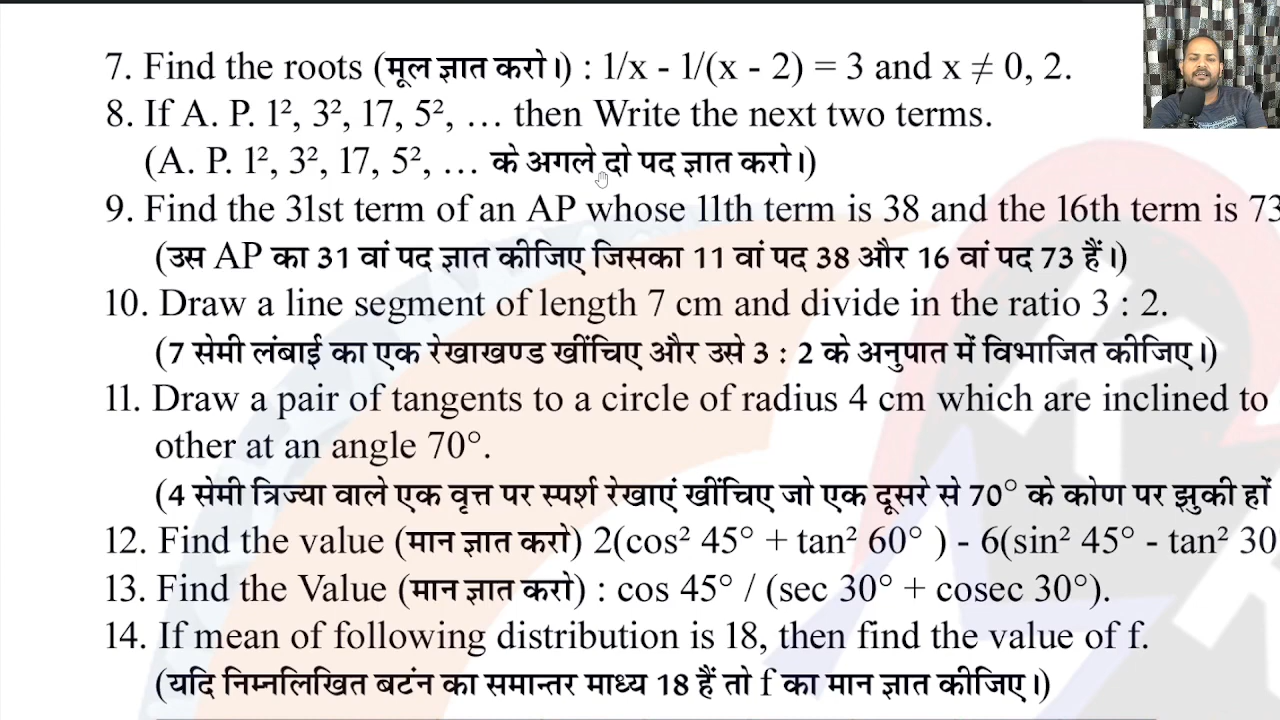 7. Find the roots (मूल ज्ञात करो।) : 1/x - 1/(x - 2) = 3 and x ≠ 0, 2.
8. If A. P. 1², 3², 17, 5², … then Write the next two terms.
(A. P. 1², 3², 17, 5², … के अगले दो पद ज्ञात करो।)
9. Find the 31st term of an AP whose 11th term is 38 and the 16th term is 73
(उस AP का 31 वां पद ज्ञात कीजिए जिसका 11 वां पद 38 और 16 वां पद 73 हैं।)
10. Draw a line segment of length 7 cm and divide in the ratio 3 : 2.
(7 सेमी लंबाई का एक रेखाखण्ड खींचिए और उसे 3 : 2 के अनुपात में विभाजित कीजिए।)
11. Draw a pair of tangents to a circle of radius 4 cm which are inclined to
other at an angle 70°.
(4 सेमी त्रिज्या वाले एक वृत्त पर स्पर्श रेखाएं खींचिए जो एक दूसरे से 70° के कोण पर झुकी हों
12. Find the value (मान ज्ञात करो) 2(cos² 45° + tan² 60° ) - 6(sin² 45° - tan² 30
13. Find the Value (मान ज्ञात करो) : cos 45° / (sec 30° + cosec 30°).
14. If mean of following distribution is 18, then find the value of f.
(यदि निम्नलिखित बटंन का समान्तर माध्य 18 हैं तो f का मान ज्ञात कीजिए।)